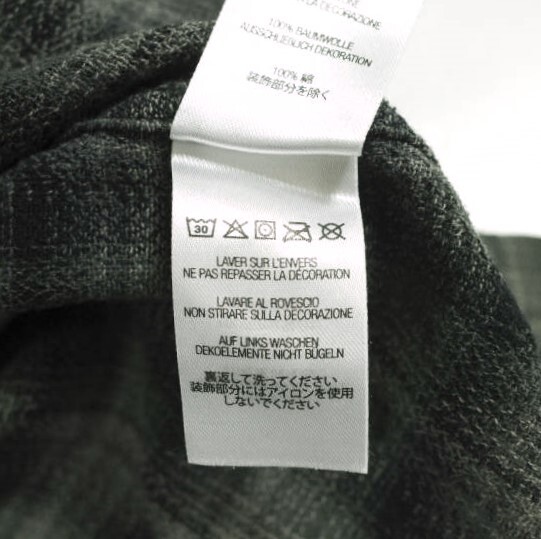 LA DECORAZIONE
100% BAUMWOLLE
AUSSCHLIEßLICH DEKORATION
100% 綿
装飾部分を除く
30
LAVER SUR L'ENVERS
NE PAS REPASSER LA DÉCORATION
LAVARE AL ROVESCIO
NON STIRARE SULLA DECORAZIONE
AUF LINKS WASCHEN
DEKOELEMENTE NICHT BÜGELN
裏返して洗ってください
装飾部分にはアイロンを使用
しないでください